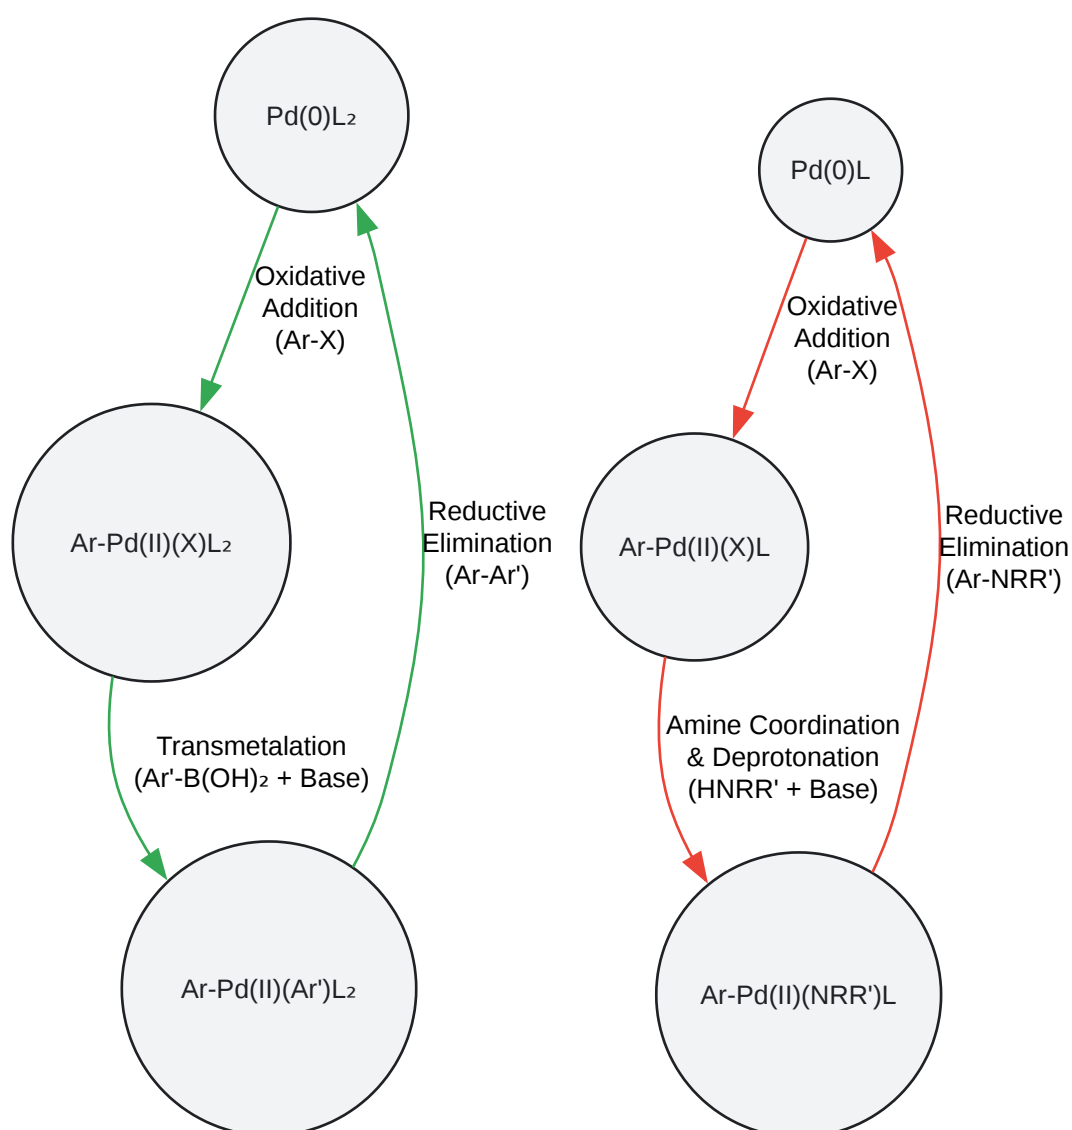 Pd(0)L₂
Oxidative
Addition
(Ar-X)
Ar-Pd(II)(X)L₂
Reductive
Elimination
(Ar-Ar')
Transmetalation
(Ar'-B(OH)₂ + Base)
Ar-Pd(II)(Ar')L₂
Pd(0)L
Oxidative
Addition
(Ar-X)
Ar-Pd(II)(X)L
Reductive
Elimination
(Ar-NRR')
Amine Coordination
& Deprotonation
(HNRR' + Base)
Ar-Pd(II)(NRR')L